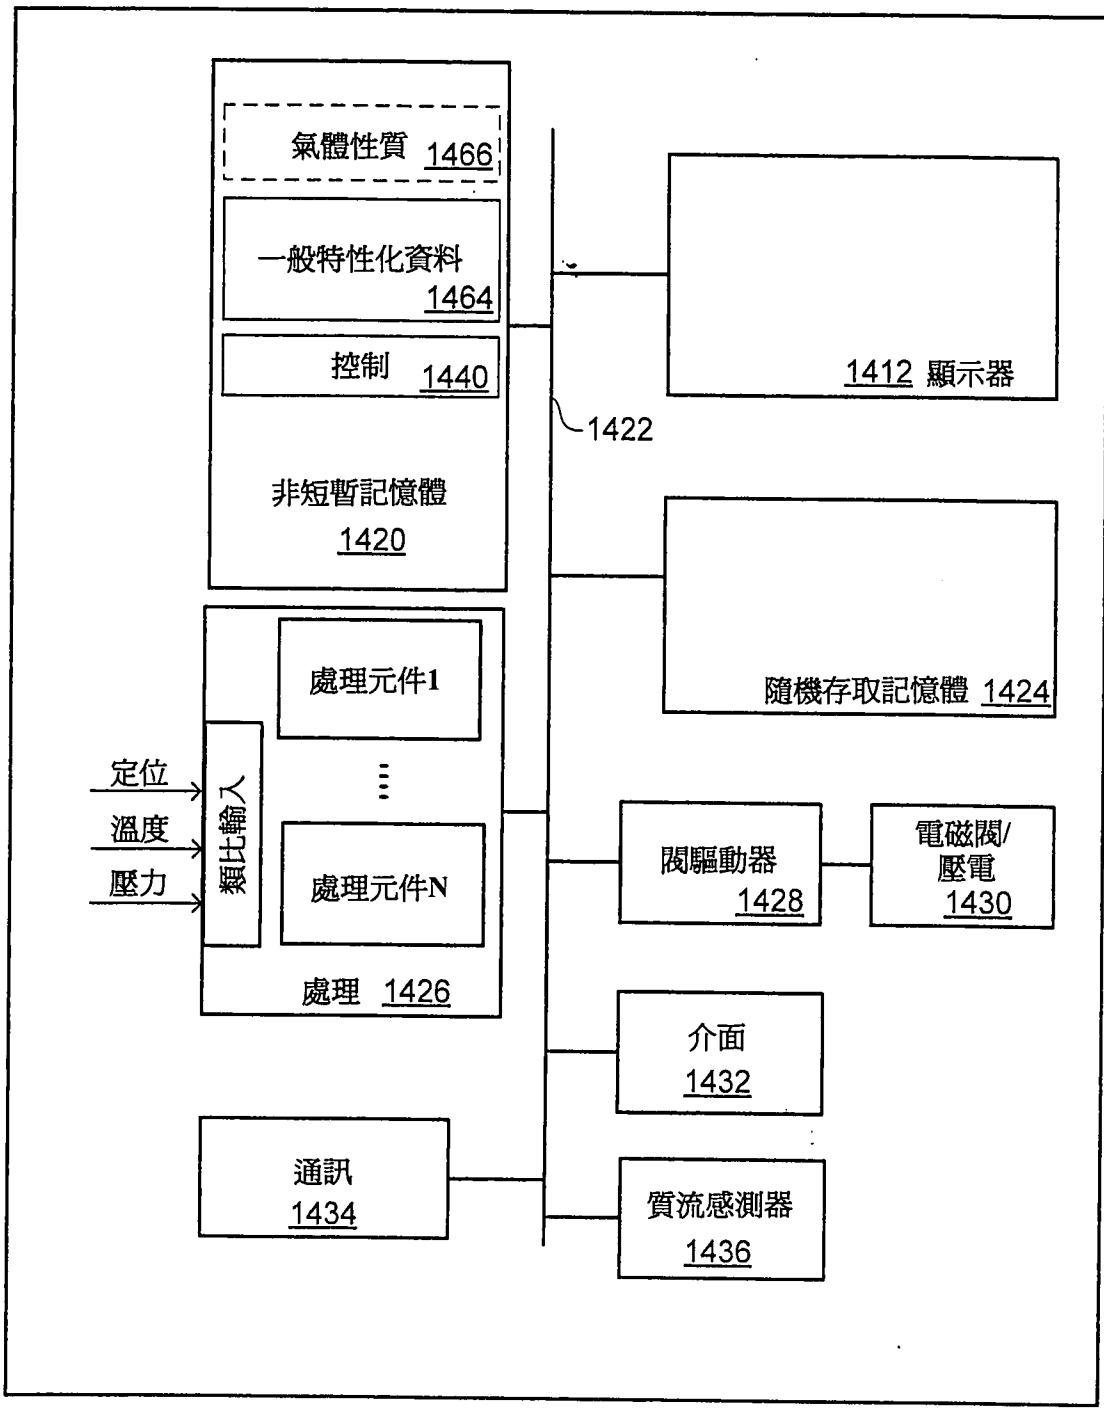 氣體性質 1466
一般特性化資料
1464
控制 1440
非短暫記憶體
1420
1412 顯示器
1422
隨機存取記憶體 1424
處理元件1
處理元件N
類比輸入
定位
溫度
壓力
處理 1426
閥驅動器
1428
電磁閥/
壓電
1430
介面
1432
通訊
1434
質流感測器
1436